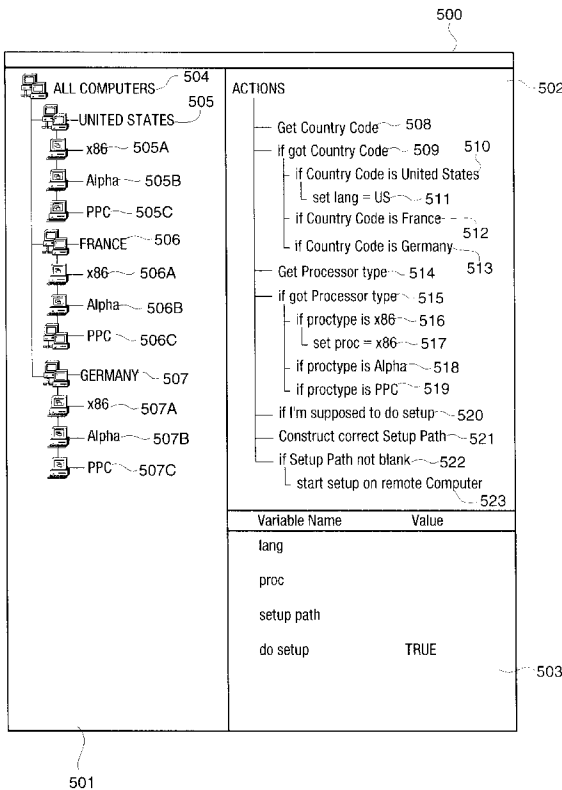 500
ALL COMPUTERS 504
UNITED STATES 505
x86 505A
Alpha 505B
PPC 505C
FRANCE 506
x86 506A
Alpha 506B
PPC 506C
GERMANY 507
x86 507A
Alpha 507B
PPC 507C
501
502
ACTIONS
Get Country Code 508
if got Country Code 509
510
if Country Code is United States
set lang = US 511
if Country Code is France
512
if Country Code is Germany
513
Get Processor type 514
if got Processor type 515
if proctype is x86 516
set proc = x86 517
if proctype is Alpha 518
if proctype is PPC 519
if I'm supposed to do setup 520
Construct correct Setup Path 521
if Setup Path not blank 522
start setup on remote Computer
523
Variable Name Value
lang
proc
setup path
do setup TRUE
503